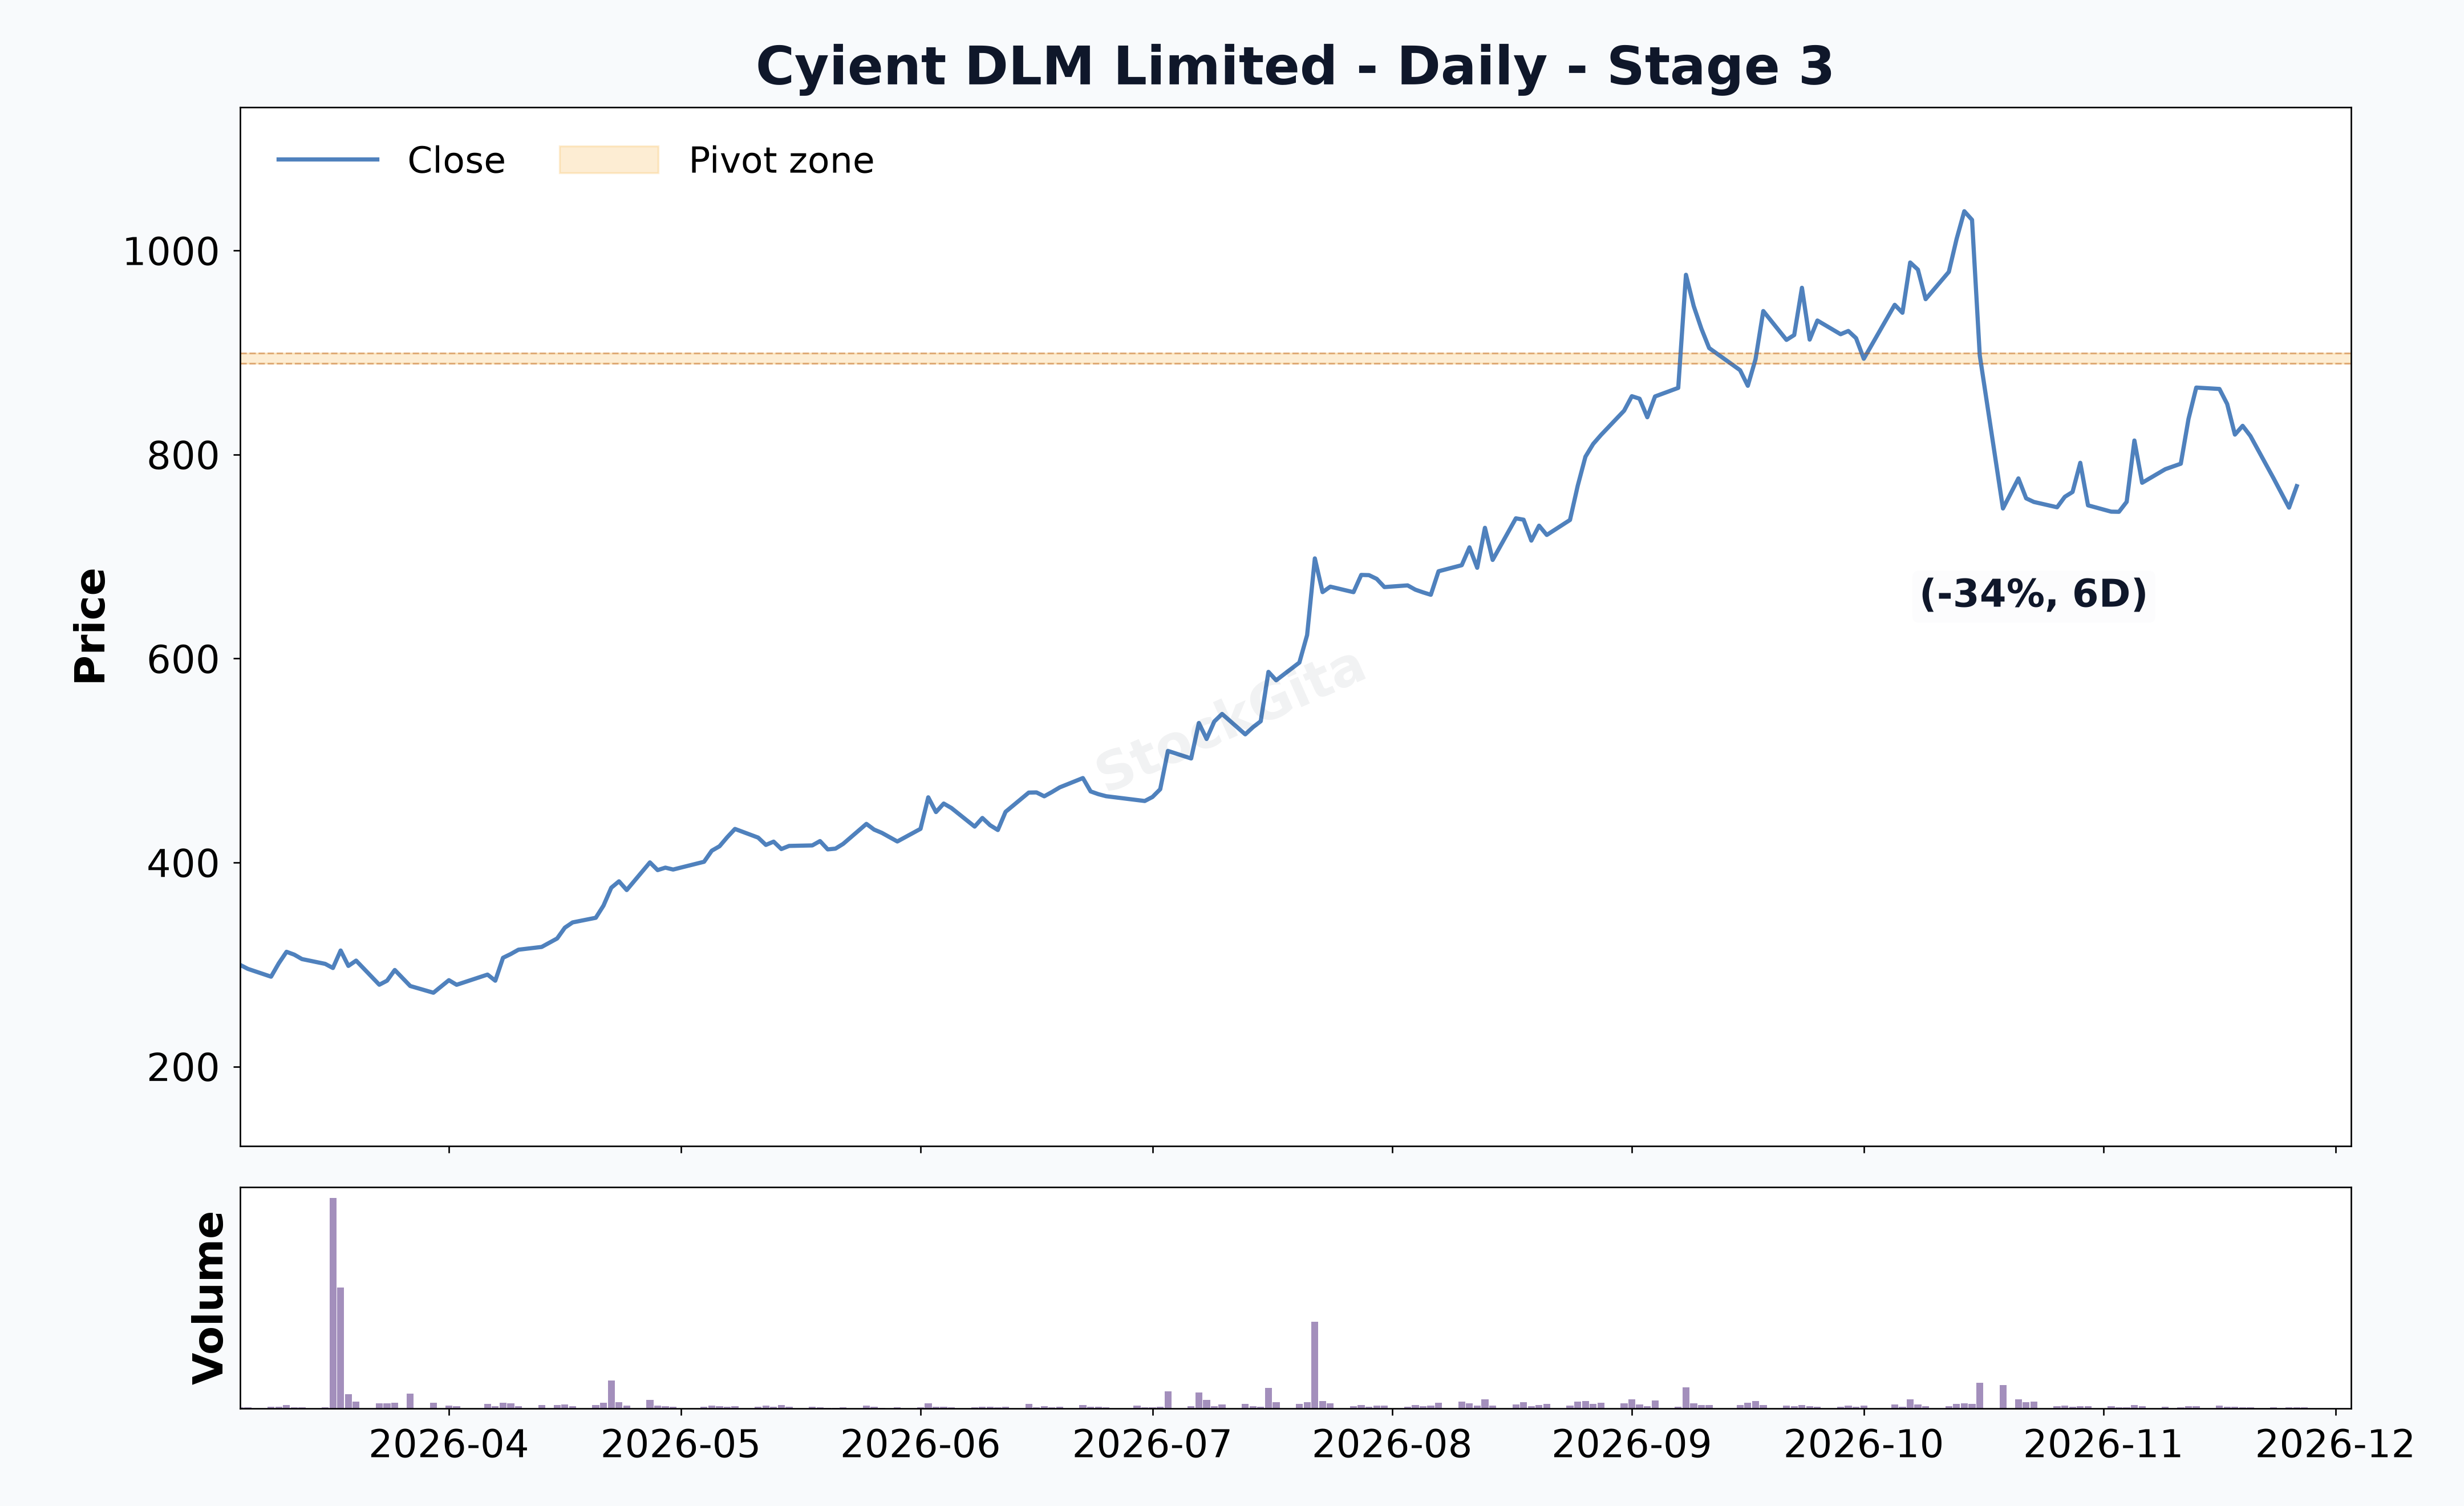 Cyient DLM Limited - Daily - Stage 3
Close
Pivot zone
1000
800
600
400
200
Price
(-34%, 6D)
StockGita
Volume
2026-04
2026-05
2026-06
2026-07
2026-08
2026-09
2026-10
2026-11
2026-12